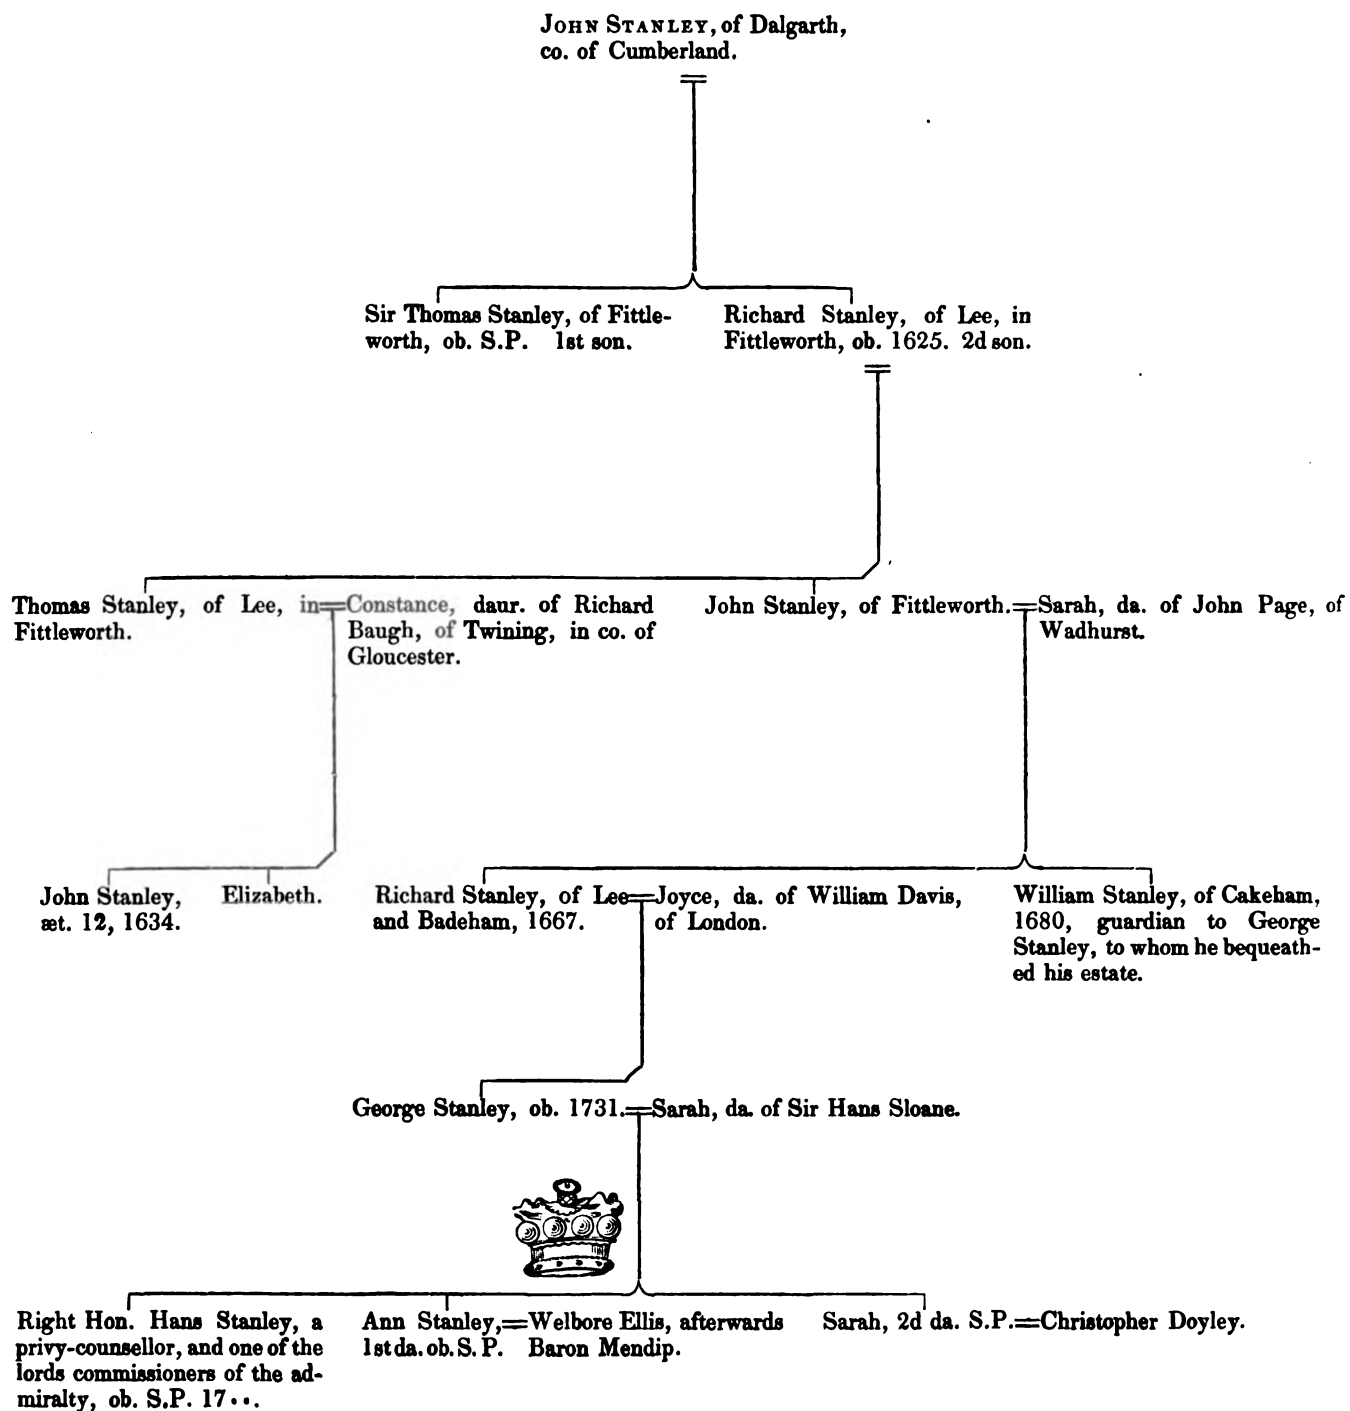 JOHN STANLEY, of Dalgarth,
co. of Cumberland.
Sir Thomas Stanley, of Fittle-
worth, ob. S.P. 1st son.
Richard Stanley, of Lee, in
Fittleworth, ob. 1625. 2d son.
Thomas Stanley, of Lee, in
Fittleworth.
Constance, daur. of Richard
Baugh, of Twining, in co. of
Gloucester.
John Stanley, of Fittleworth.
Sarah, da. of John Page, of
Wadhurst.
John Stanley,
æt. 12, 1634.
Elizabeth.
Richard Stanley, of Lee
and Badeham, 1667.
Joyce, da. of William Davis,
of London.
William Stanley, of Cakeham,
1680, guardian to George
Stanley, to whom he bequeath-
ed his estate.
George Stanley, ob. 1731.
Sarah, da. of Sir Hans Sloane.
Right Hon. Hans Stanley, a
privy-counsellor, and one of the
lords commissioners of the ad-
miralty, ob. S.P. 17...
Ann Stanley,
1st da. ob. S. P.
Welbore Ellis, afterwards
Baron Mendip.
Sarah, 2d da. S.P.
Christopher Doyley.